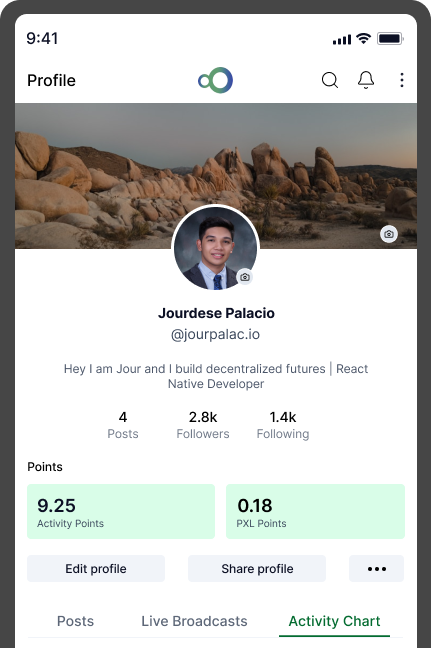 9:41
Profile
Jourdese Palacio
@jourpalac.io
Hey I am Jour and I build decentralized futures | React
Native Developer
4 2.8k 1.4k
Posts Followers Following
Points
9.25 0.18
Activity Points PXL Points
Edit profile Share profile
Posts Live Broadcasts Activity Chart